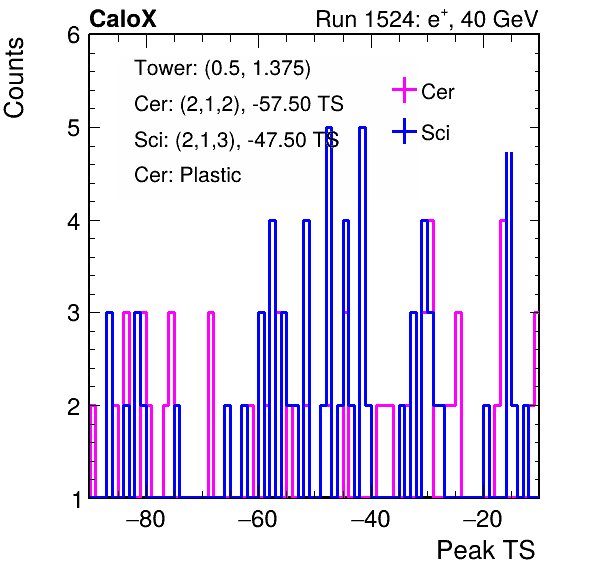 CaloX Run 1524: e+, 40 GeV
Counts
6
5
4
3
2
1
Tower: (0.5, 1.375)
Cer: (2,1,2), -57.50 TS
Sci: (2,1,3), -47.50 TS
Cer: Plastic
Cer
Sci
−80 −60 −40 −20
Peak TS